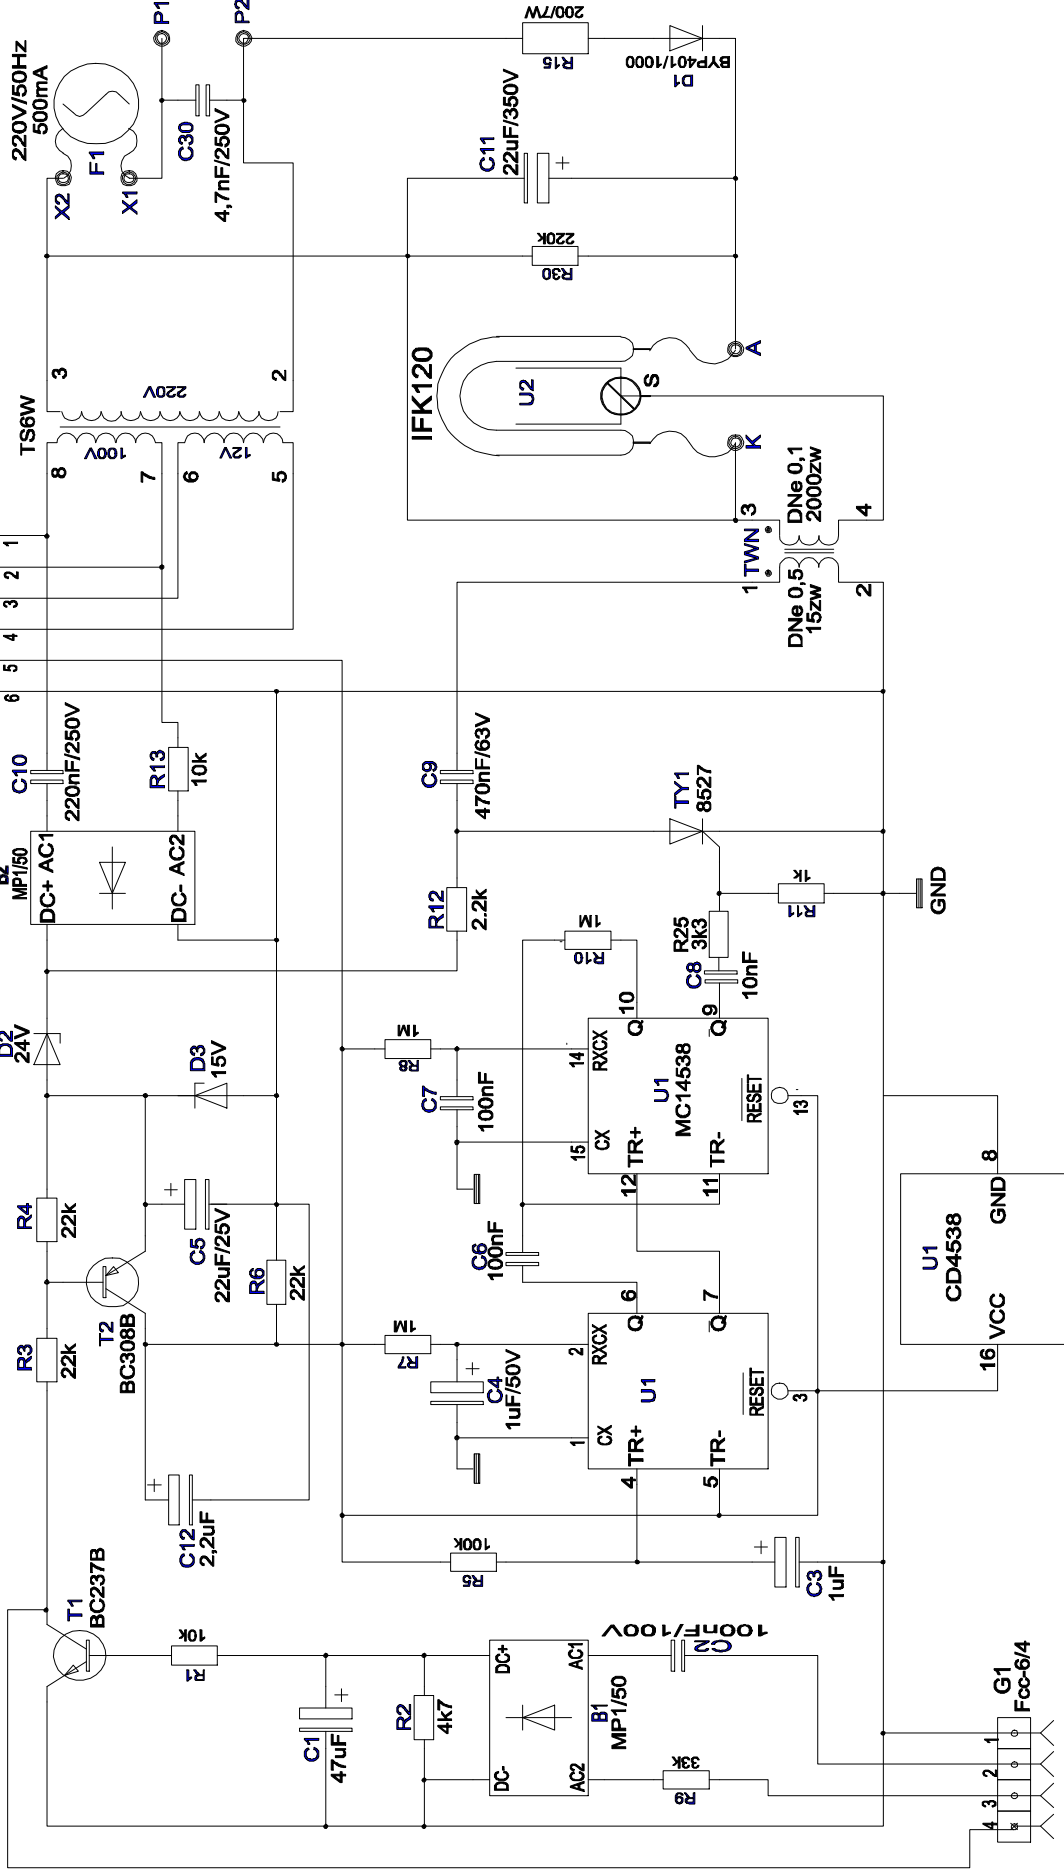 220V/50Hz
500mA
F1
X2
X1
P1
P2
C30
4,7nF/250V
200/7W
R15
BYP401/1000
D1
C11
22uF/350V
+
220k
R30
IFK120
U2
S
A
K
TS6W
3
2
220V
100V
12V
8
7
6
5
1
2
3
4
5
6
3
4
1
2
TWN
DNe 0,1
2000zw
DNe 0,5
15zw
C10
220nF/250V
R13
10k
B2
MP1/50
DC+ AC1
DC- AC2
C9
470nF/63V
TY1
8527
R12
2.2k
1k
R11
GND
R25
3k3
C8
10nF
1M
R10
D2
24V
D3
15V
1M
R8
C7
100nF
14
RXCX
15
CX
10
Q
9
Q
U1
MC14538
RESET
13
12
TR+
11
TR-
R4
22k
T2
BC308B
R3
22k
+
C5
22uF/25V
R6
22k
C6
100nF
1M
R7
+
C4
1uF/50V
2
RXCX
1
CX
6
Q
7
Q
U1
RESET
3
4
TR+
5
TR-
8
GND
U1
CD4538
16
VCC
+
C12
2,2uF
100k
R5
+
C3
1uF
T1
BC237B
10k
R1
+
C1
47uF
R2
4k7
DC+
AC1
DC-
AC2
B1
MP1/50
100nF/100V
C2
33k
R9
G1
Fcc-6/4
1
2
3
4